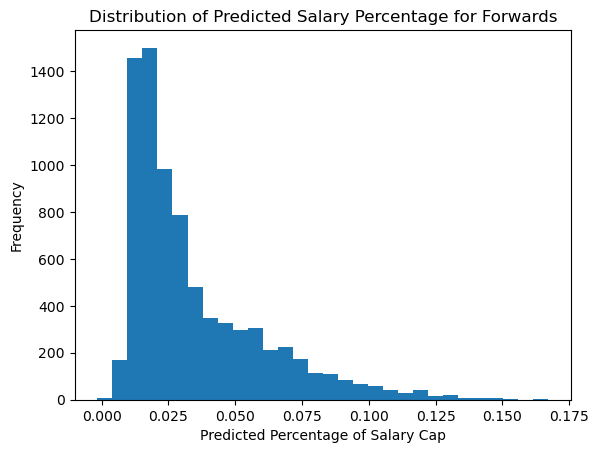 Distribution of Predicted Salary Percentage for Forwards
1400
1200
1000
800
600
400
200
0
Frequency
0.000 0.025 0.050 0.075 0.100 0.125 0.150 0.175
Predicted Percentage of Salary Cap